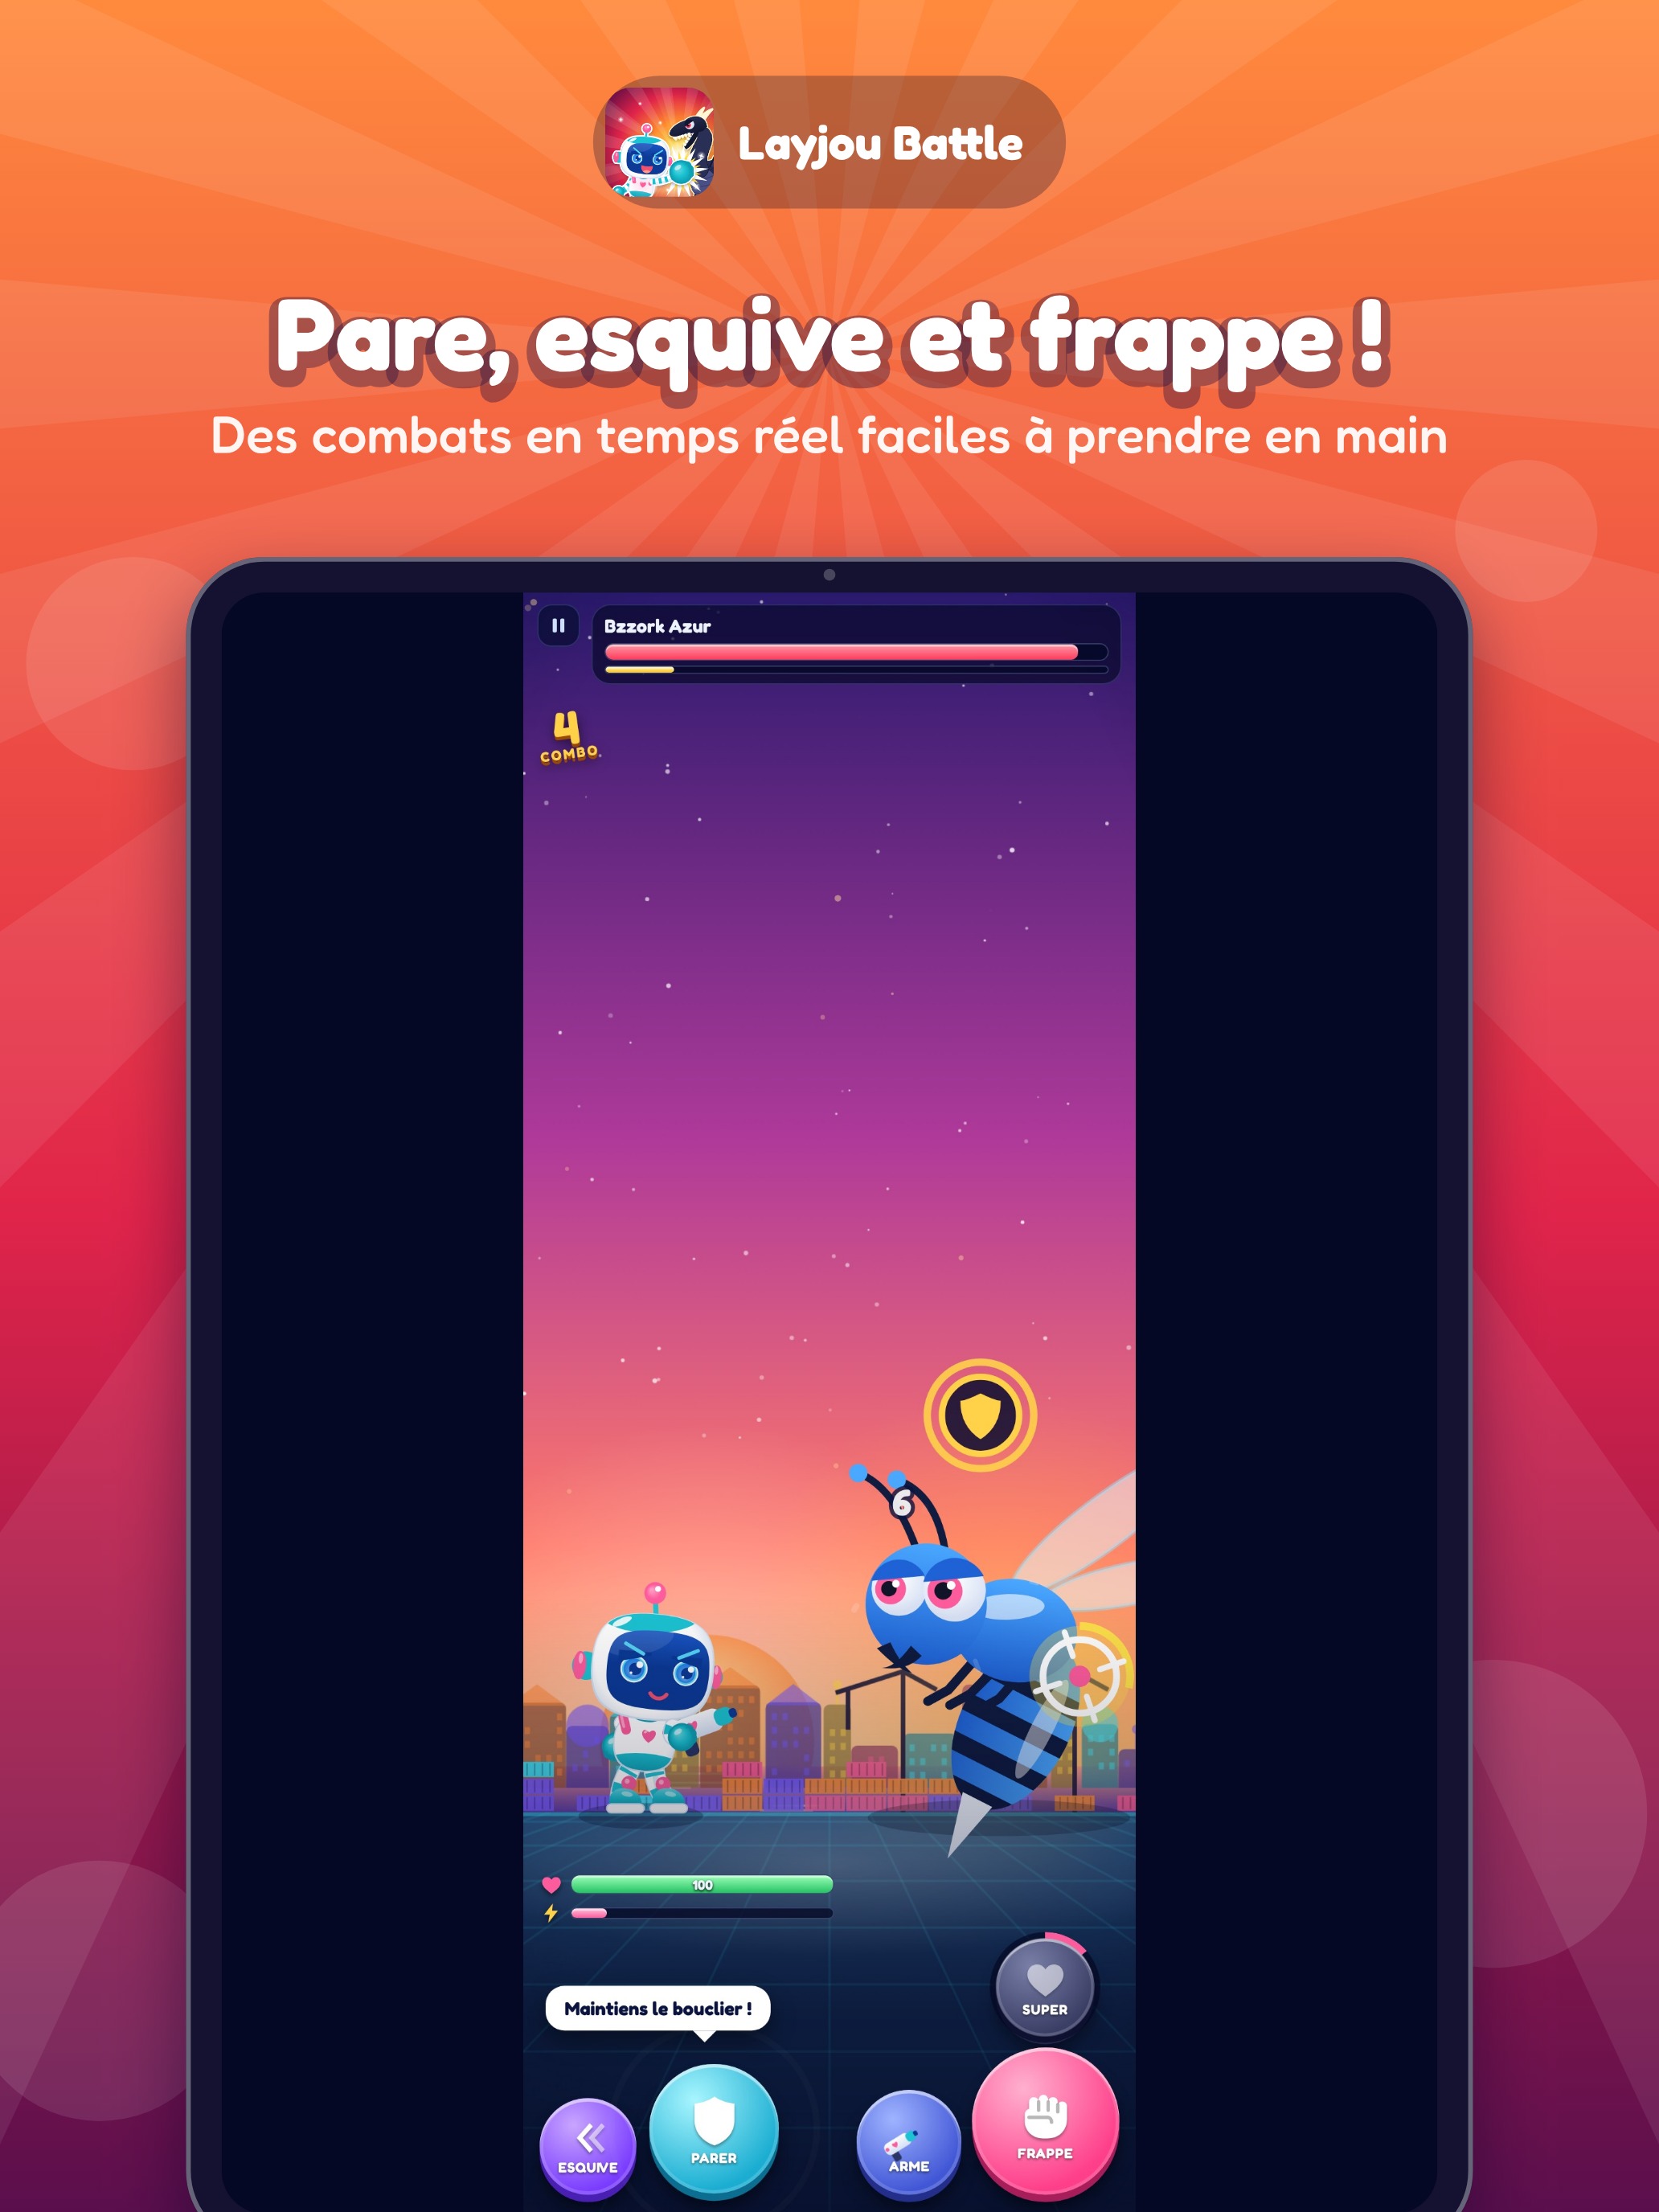 Layjou Battle
Pare, esquive et frappe !
Des combats en temps réel faciles à prendre en main
Bzzork Azur
4
COMBO
6
100
Maintiens le bouclier !
SUPER
ESQUIVE
PARER
ARME
FRAPPE